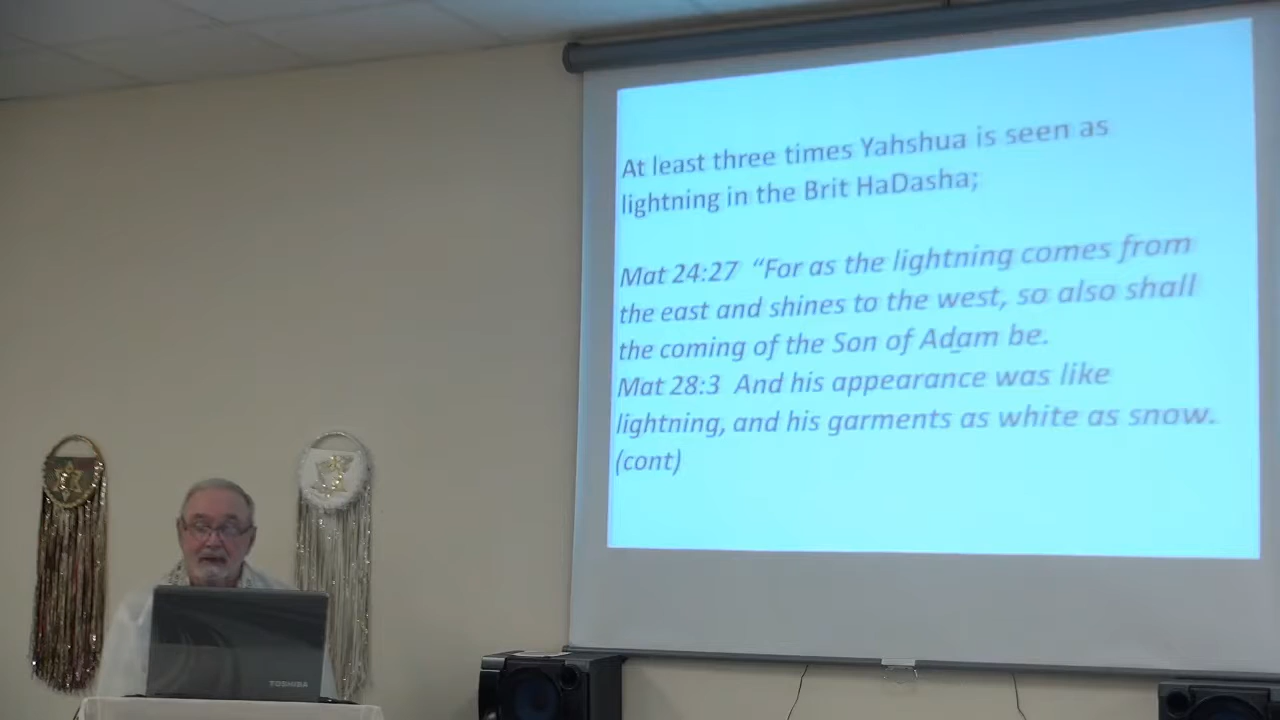 At least three times Yahshua is seen as
lightning in the Brit HaDasha;
Mat 24:27 “For as the lightning comes from
the east and shines to the west, so also shall
the coming of the Son of Adam be.
Mat 28:3 And his appearance was like
lightning, and his garments as white as snow.
(cont)
TOSHIBA